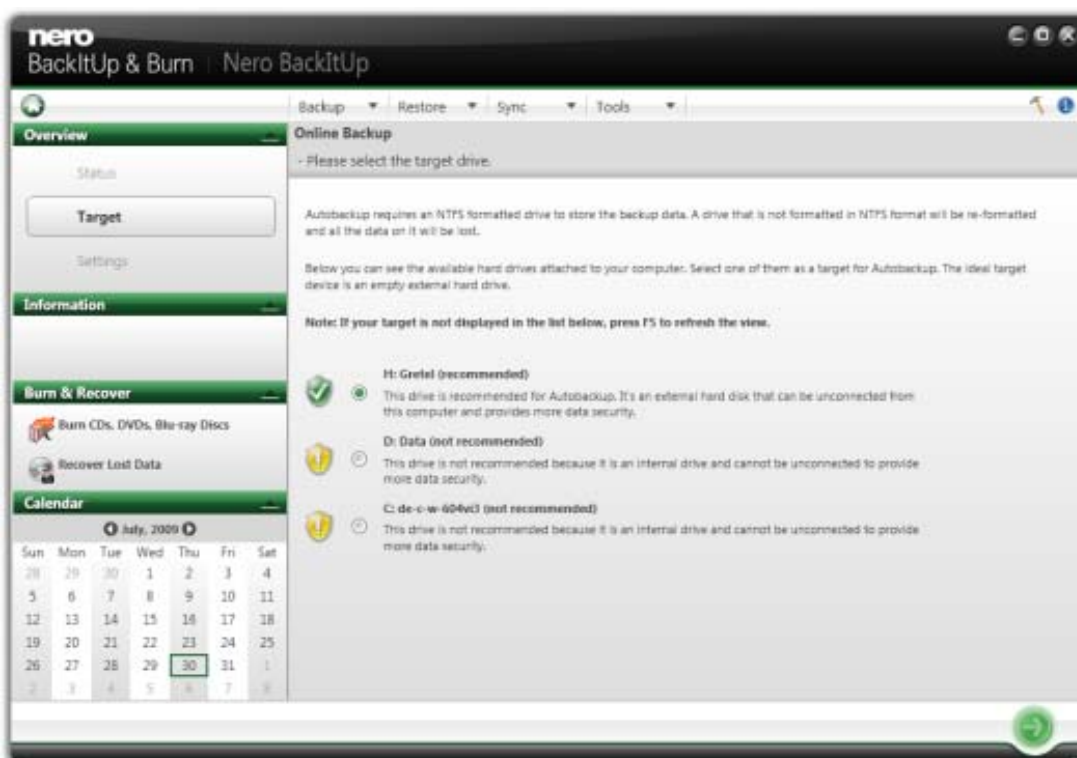 nero
BackItUp & Burn | Nero BackItUp
Backup Restore Sync Tools
Overview
Status
Target
Settings
Information
Burn & Recover
Burn CDs, DVDs, Blu-ray Discs
Recover Lost Data
Calendar
July, 2009
Sun Mon Tue Wed Thu Fri Sat
28 29 30 1 2 3 4
5 6 7 8 9 10 11
12 13 14 15 16 17 18
19 20 21 22 23 24 25
26 27 28 29 30 31 1
2 3 4 5 6 7 8
Online Backup
- Please select the target drive.
Autobackup requires an NTFS formatted drive to store the backup data. A drive that is not formatted in NTFS format will be re-formatted
and all the data on it will be lost.
Below you can see the available hard drives attached to your computer. Select one of them as a target for Autobackup. The ideal target
device is an empty external hard drive.
Note: If your target is not displayed in the list below, press F5 to refresh the view.
H: Gretel (recommended)
This drive is recommended for Autobackup. It's an external hard disk that can be unconnected from
this computer and provides more data security.
D: Data (not recommended)
This drive is not recommended because it is an internal drive and cannot be unconnected to provide
more data security.
C: de-c-w-604vc3 (not recommended)
This drive is not recommended because it is an internal drive and cannot be unconnected to provide
more data security.